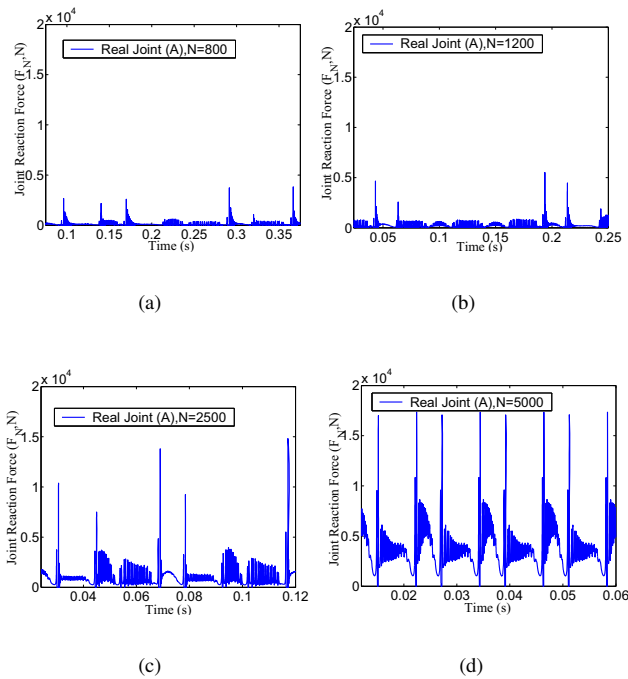 2 x 10^4
Real Joint (A),N=800
Joint Reaction Force (F_N,N)
1.5
1
0.5
0
0.1 0.15 0.2 0.25 0.3 0.35
Time (s)
(a)
2 x 10^4
Real Joint (A),N=1200
Joint Reaction Force (F_N,N)
1.5
1
0.5
0
0.05 0.1 0.15 0.2 0.25
Time (s)
(b)
2 x 10^4
Real Joint (A),N=2500
Joint Reaction Force (F_N,N)
1.5
1
0.5
0
0.04 0.06 0.08 0.1 0.12
Time (s)
(c)
2 x 10^4
Real Joint (A),N=5000
Joint Reaction Force (F_N,N)
1.5
1
0.5
0
0.02 0.03 0.04 0.05 0.06
Time (s)
(d)